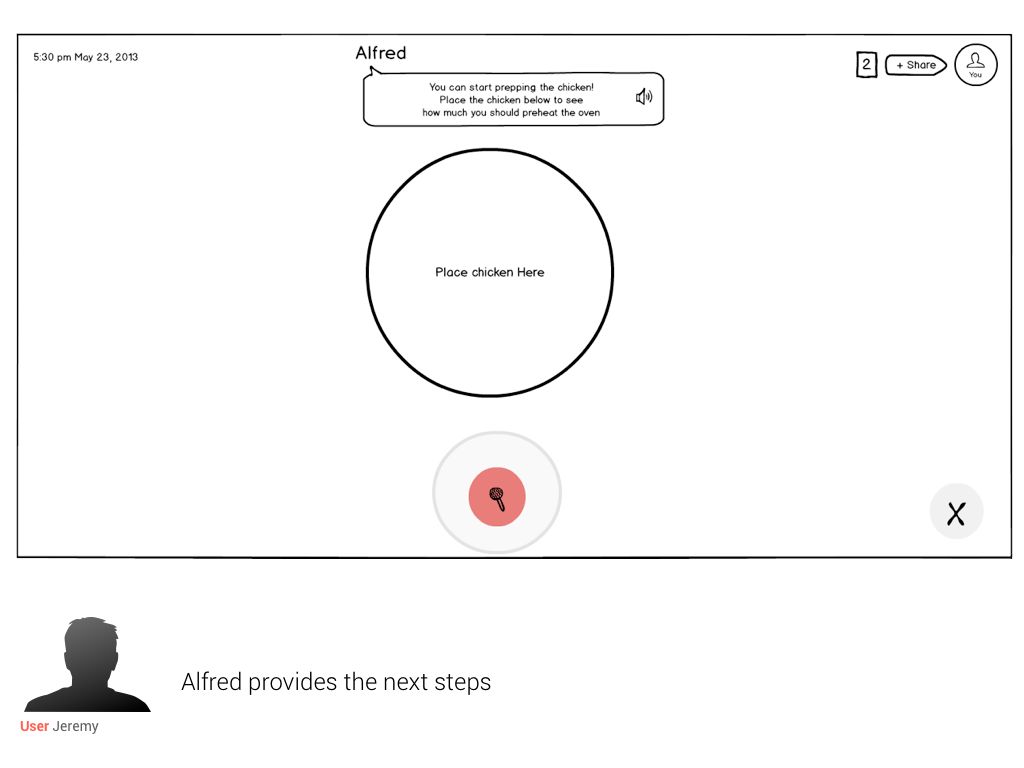 5:30 pm May 23, 2013
Alfred
2
+ Share
You
You can start prepping the chicken!
Place the chicken below to see
how much you should preheat the oven
Place chicken Here
X
Alfred provides the next steps
User Jeremy